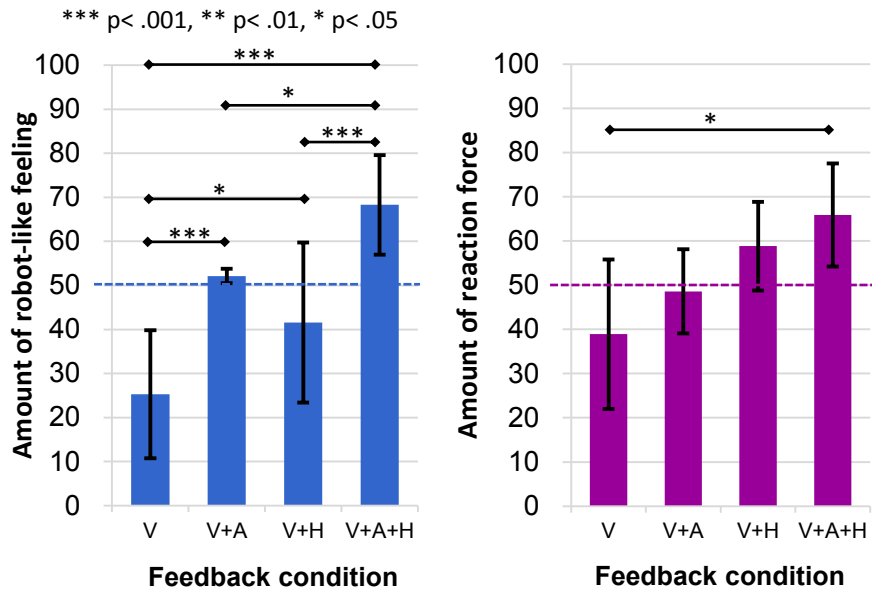 *** p< .001, ** p< .01, * p< .05
Amount of robot-like feeling
100
90
80
70
60
50
40
30
20
10
0
***
*
***
*
***
V
V+A
V+H
V+A+H
Feedback condition
Amount of reaction force
100
90
80
70
60
50
40
30
20
10
0
*
V
V+A
V+H
V+A+H
Feedback condition